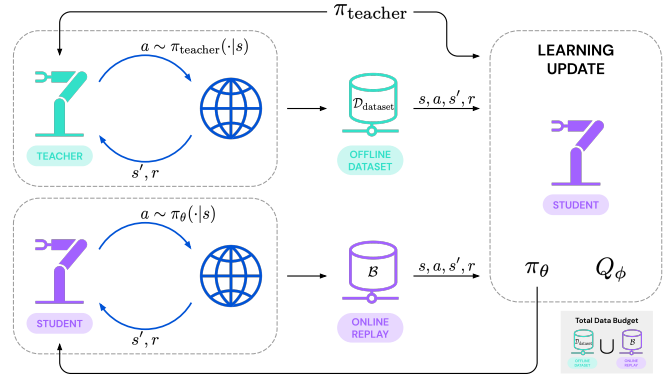 π_teacher
a ∼ π_teacher(·|s)
s′, r
TEACHER
𝒟_dataset
OFFLINE
DATASET
s, a, s′, r
LEARNING
UPDATE
STUDENT
π_θ
Q_ϕ
a ∼ π_θ(·|s)
s′, r
STUDENT
ℬ
ONLINE
REPLAY
s, a, s′, r
Total Data Budget
𝒟_dataset
∪
ℬ
OFFLINE
DATASET
ONLINE
REPLAY